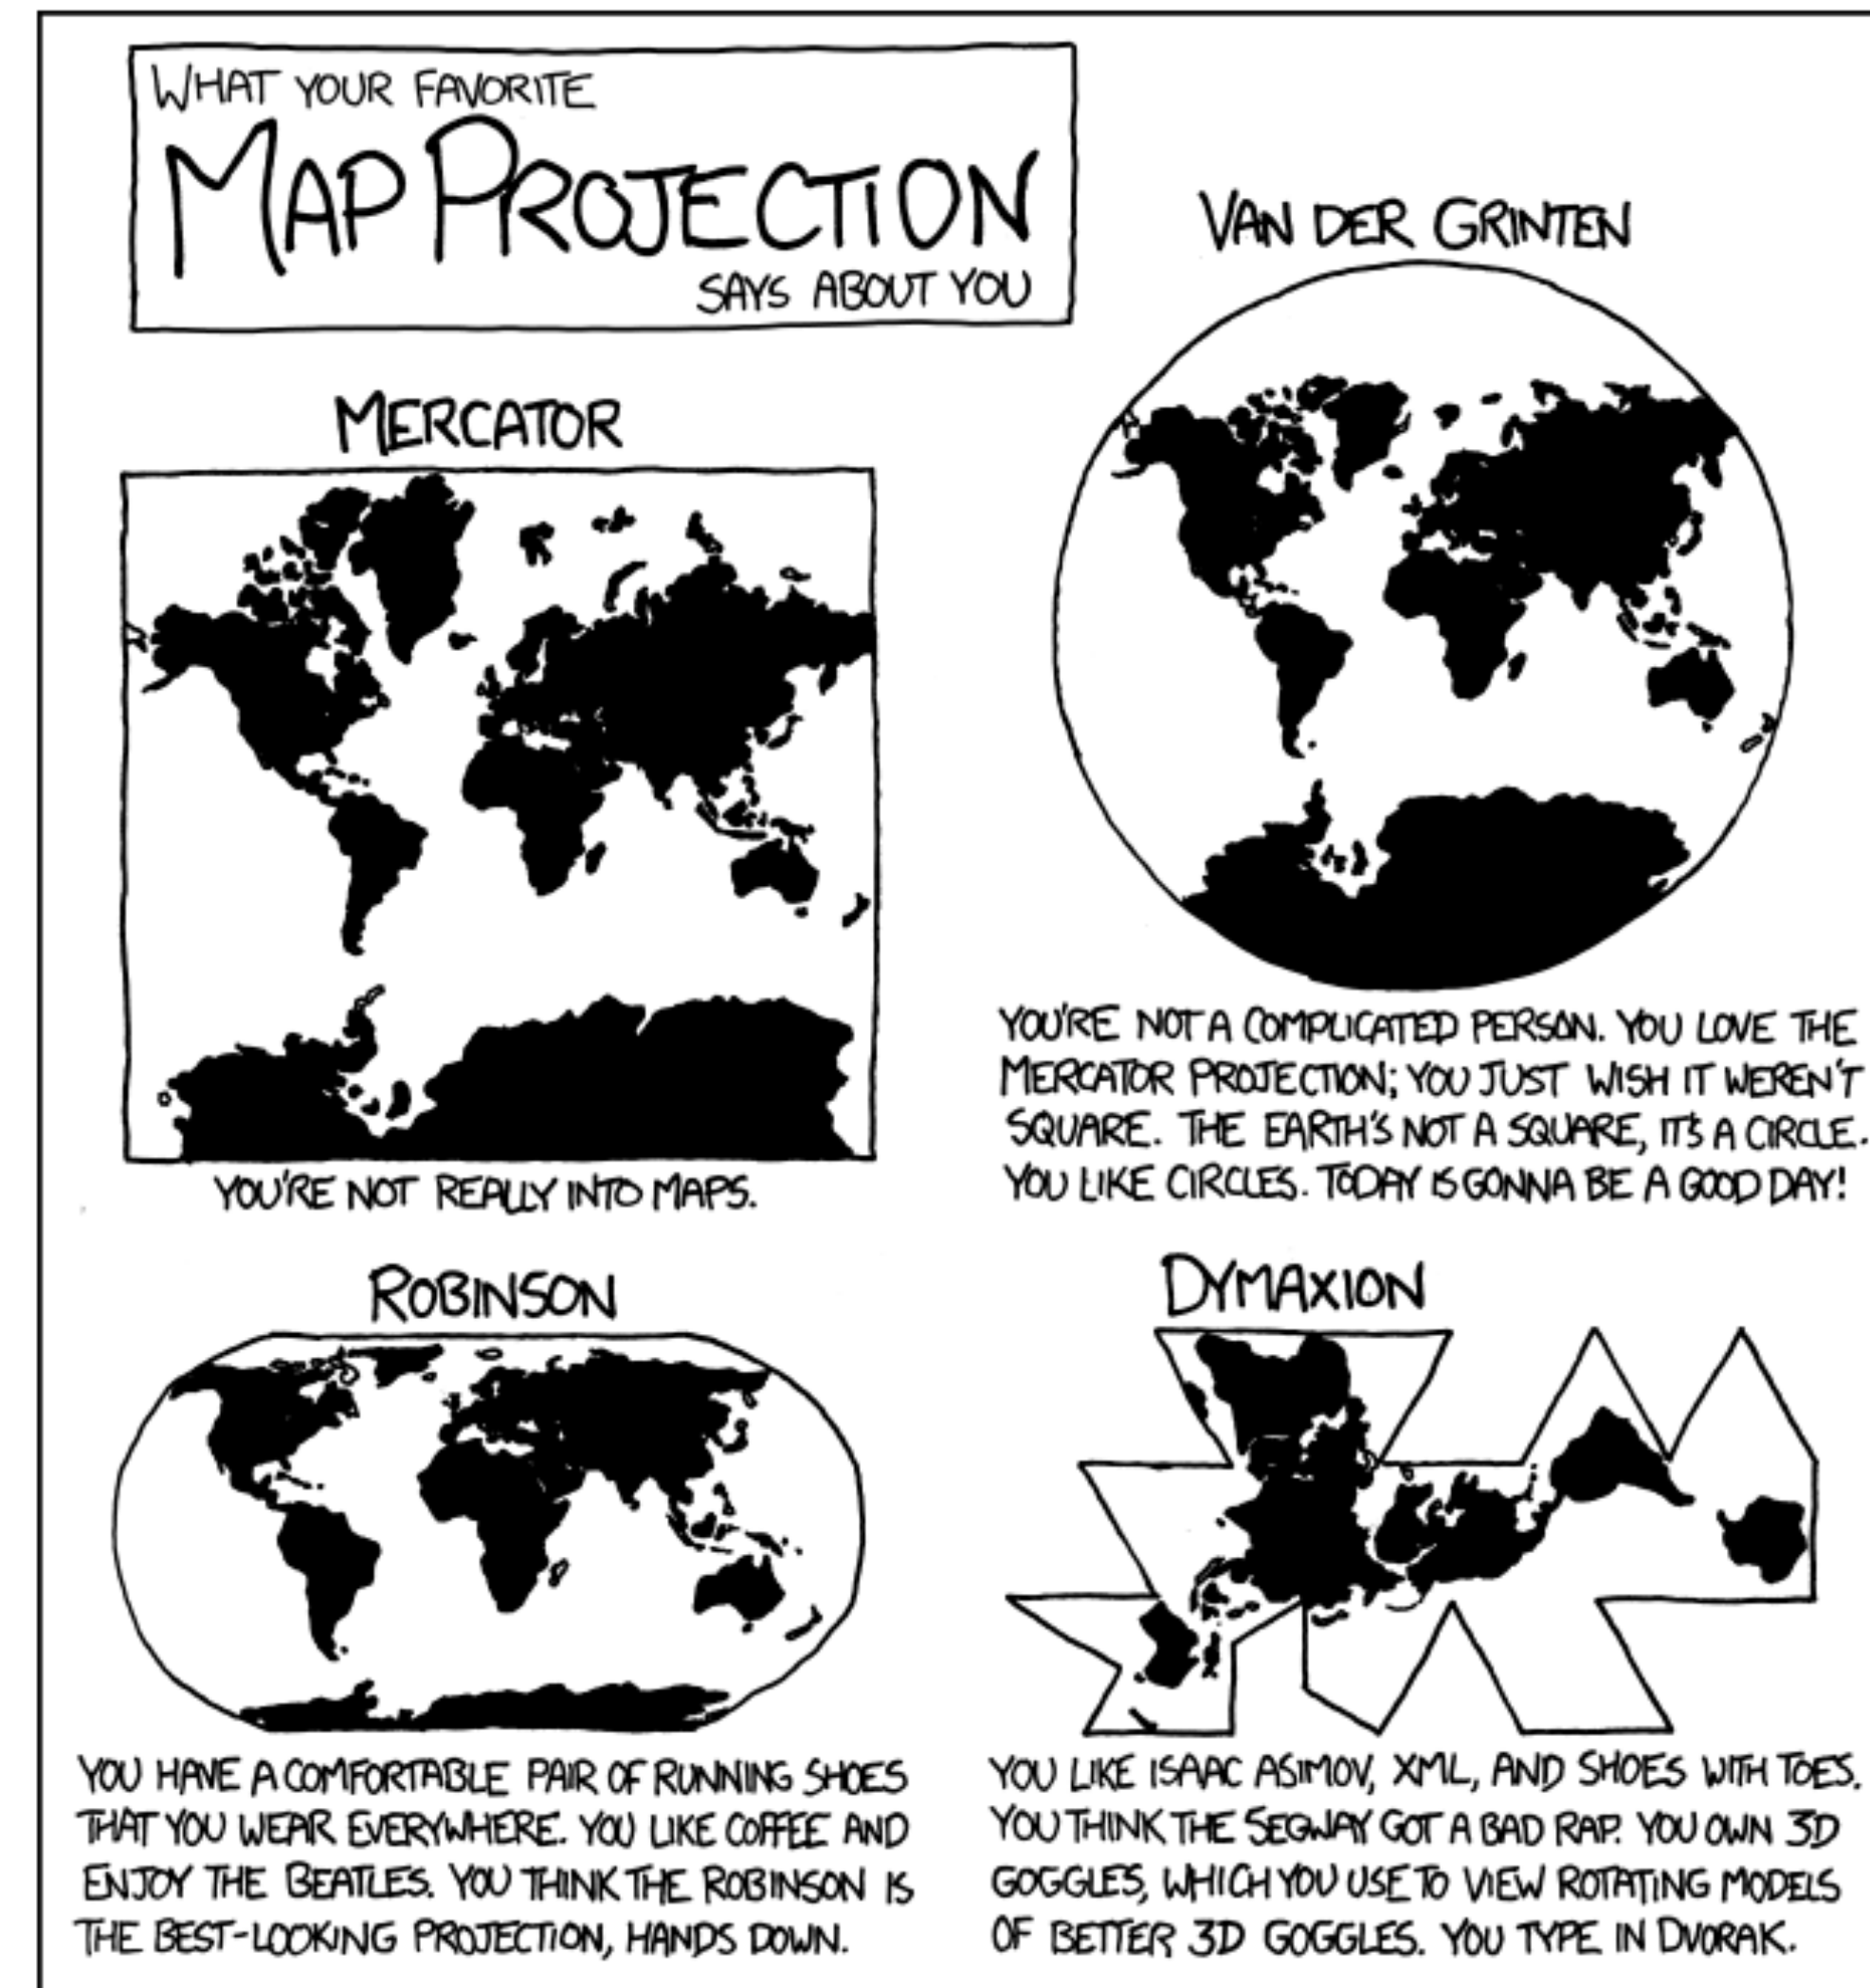 WHAT YOUR FAVORITE
MAP PROJECTION
SAYS ABOUT YOU
MERCATOR
YOU'RE NOT REALLY INTO MAPS.
VAN DER GRINTEN
YOU'RE NOT A COMPLICATED PERSON. YOU LOVE THE
MERCATOR PROJECTION; YOU JUST WISH IT WEREN'T
SQUARE. THE EARTH'S NOT A SQUARE, IT'S A CIRCLE.
YOU LIKE CIRCLES. TODAY IS GONNA BE A GOOD DAY!
ROBINSON
YOU HAVE A COMFORTABLE PAIR OF RUNNING SHOES
THAT YOU WEAR EVERYWHERE. YOU LIKE COFFEE AND
ENJOY THE BEATLES. YOU THINK THE ROBINSON IS
THE BEST-LOOKING PROJECTION, HANDS DOWN.
DYMAXION
YOU LIKE ISAAC ASIMOV, XML, AND SHOES WITH TOES.
YOU THINK THE SEGWAY GOT A BAD RAP. YOU OWN 3D
GOGGLES, WHICH YOU USE TO VIEW ROTATING MODELS
OF BETTER 3D GOGGLES. YOU TYPE IN DVORAK.